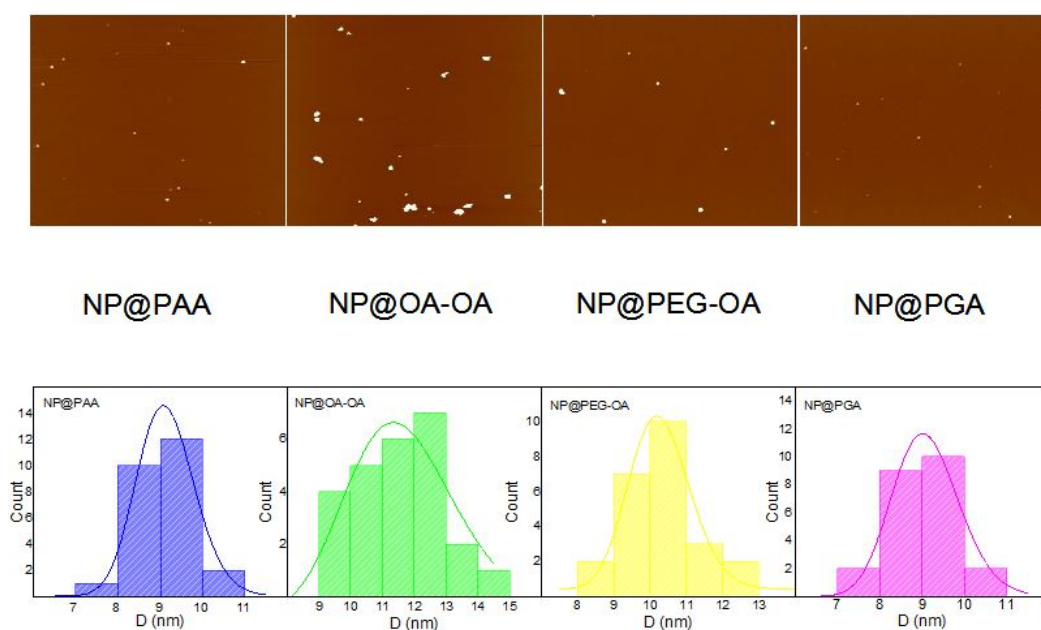 NP@PAA NP@OA-OA NP@PEG-OA NP@PGA
NP@PAA
14
12
10
8
6
4
2
Count
7 8 9 10 11
D (nm)
NP@OA-OA
6
4
2
Count
9 10 11 12 13 14 15
D (nm)
NP@PEG-OA
10
8
6
4
2
Count
8 9 10 11 12 13
D (nm)
NP@PGA
14
12
10
8
6
4
2
Count
7 8 9 10 11
D (nm)